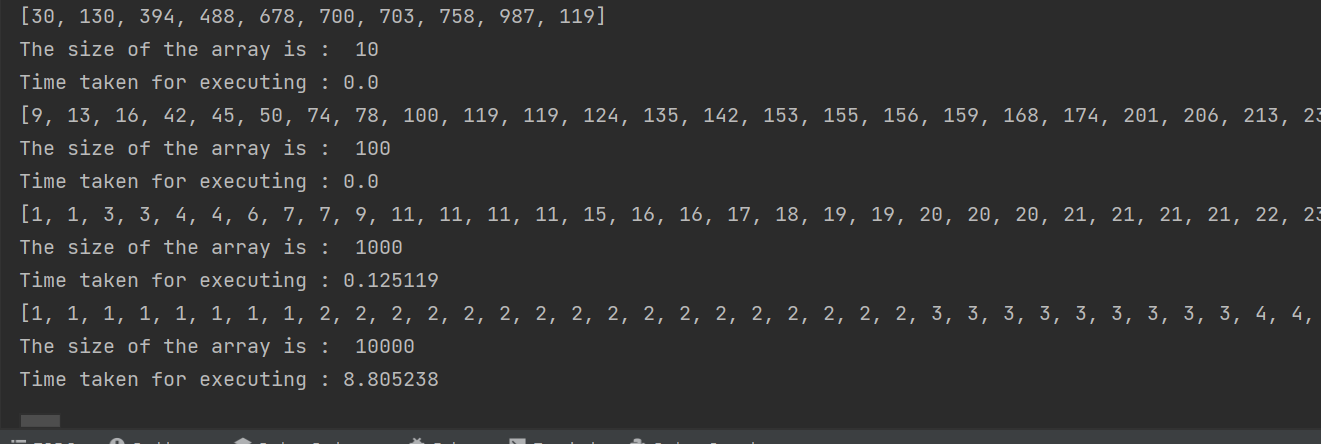 [30, 130, 394, 488, 678, 700, 703, 758, 987, 119]
The size of the array is :  10
Time taken for executing : 0.0
[9, 13, 16, 42, 45, 50, 74, 78, 100, 119, 119, 124, 135, 142, 153, 155, 156, 159, 168, 174, 201, 206, 213, 23
The size of the array is :  100
Time taken for executing : 0.0
[1, 1, 3, 3, 4, 4, 6, 7, 7, 9, 11, 11, 11, 11, 15, 16, 16, 17, 18, 19, 19, 20, 20, 20, 21, 21, 21, 21, 22, 23
The size of the array is :  1000
Time taken for executing : 0.125119
[1, 1, 1, 1, 1, 1, 1, 1, 2, 2, 2, 2, 2, 2, 2, 2, 2, 2, 2, 2, 2, 2, 2, 2, 2, 3, 3, 3, 3, 3, 3, 3, 3, 3, 4, 4,
The size of the array is :  10000
Time taken for executing : 8.805238